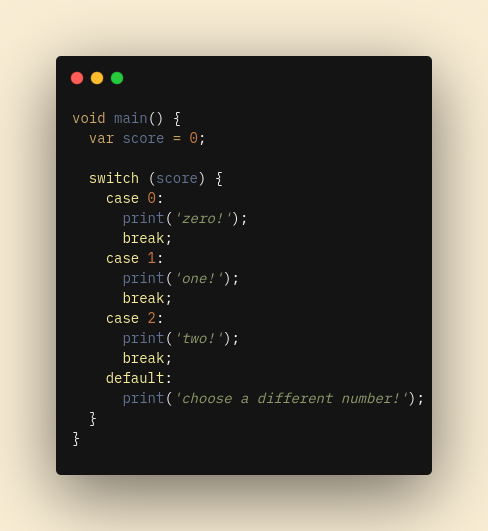 void main() {
  var score = 0;

  switch (score) {
    case 0:
      print('zero!');
      break;
    case 1:
      print('one!');
      break;
    case 2:
      print('two!');
      break;
    default:
      print('choose a different number!');
  }
}